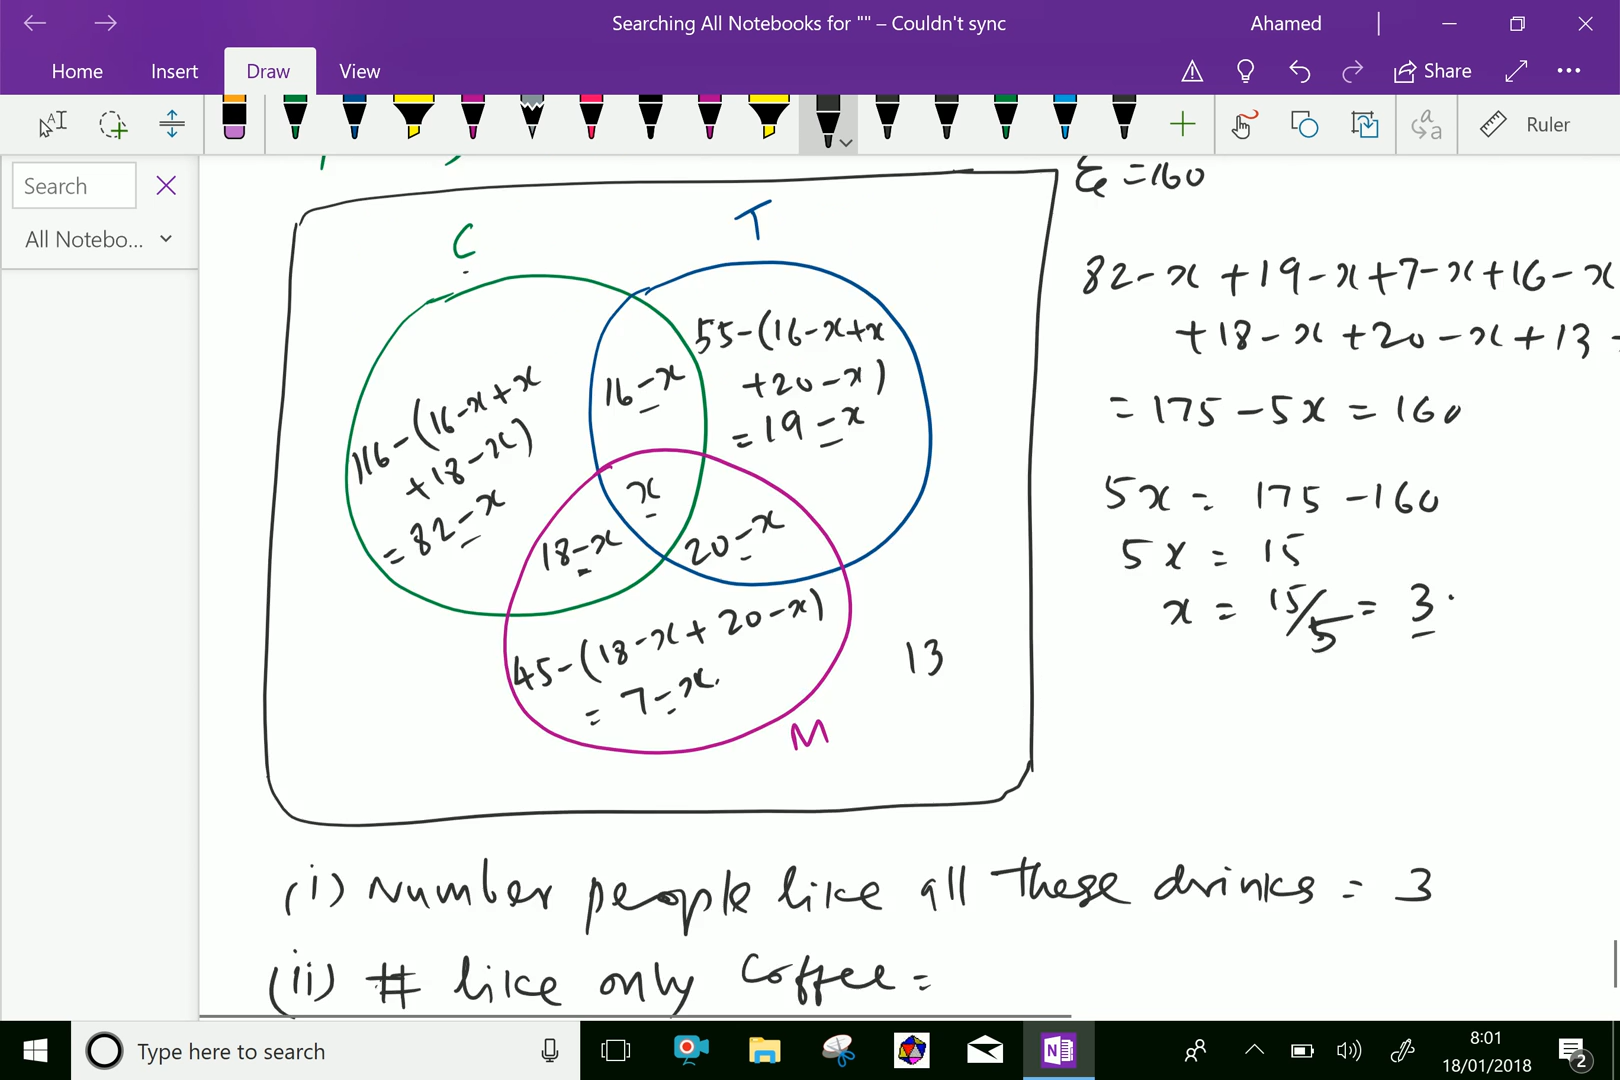 Searching All Notebooks for "" – Couldn't sync
Ahamed
Home Insert Draw View
Share
Ruler
Search
All Notebo...
ξ = 160
C
T
M
116-(16-x+x
+18-x)
= 82-x
16-x
55-(16-x+x
+20-x)
= 19-x
x
18-x
20-x
45-(18-x+20-x)
= 7-x.
13
82-x+19-x+7-x+16-x
+18-x+20-x+13
= 175-5x = 160
5x = 175-160
5x = 15
x = 15/5 = 3.
(i) Number people like all these drinks = 3
(ii) # like only Coffee =
Type here to search
8:01
18/01/2018
2